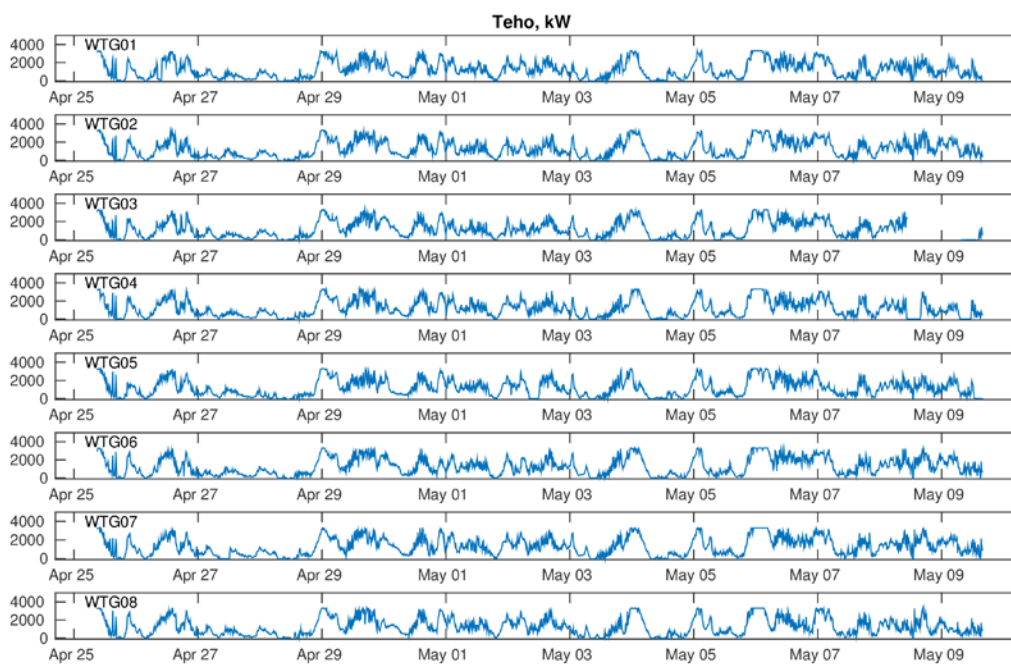 Teho, kW
4000 WTG01
2000
0
Apr 25 Apr 27 Apr 29 May 01 May 03 May 05 May 07 May 09
4000 WTG02
2000
0
Apr 25 Apr 27 Apr 29 May 01 May 03 May 05 May 07 May 09
4000 WTG03
2000
0
Apr 25 Apr 27 Apr 29 May 01 May 03 May 05 May 07 May 09
4000 WTG04
2000
0
Apr 25 Apr 27 Apr 29 May 01 May 03 May 05 May 07 May 09
4000 WTG05
2000
0
Apr 25 Apr 27 Apr 29 May 01 May 03 May 05 May 07 May 09
4000 WTG06
2000
0
Apr 25 Apr 27 Apr 29 May 01 May 03 May 05 May 07 May 09
4000 WTG07
2000
0
Apr 25 Apr 27 Apr 29 May 01 May 03 May 05 May 07 May 09
4000 WTG08
2000
0
Apr 25 Apr 27 Apr 29 May 01 May 03 May 05 May 07 May 09